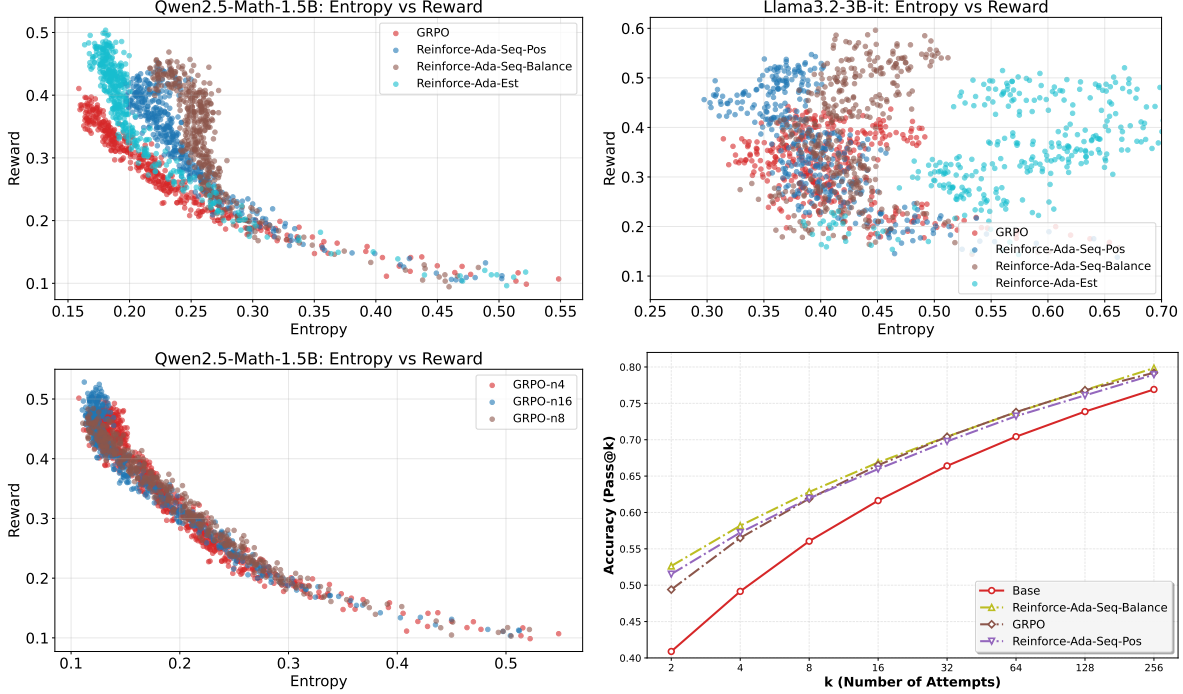 Qwen2.5-Math-1.5B: Entropy vs Reward
Reward
0.5
0.4
0.3
0.2
0.1
GRPO
Reinforce-Ada-Seq-Pos
Reinforce-Ada-Seq-Balance
Reinforce-Ada-Est
0.15 0.20 0.25 0.30 0.35 0.40 0.45 0.50 0.55
Entropy
Llama3.2-3B-it: Entropy vs Reward
Reward
0.6
0.5
0.4
0.3
0.2
0.1
GRPO
Reinforce-Ada-Seq-Pos
Reinforce-Ada-Seq-Balance
Reinforce-Ada-Est
0.25 0.30 0.35 0.40 0.45 0.50 0.55 0.60 0.65 0.70
Entropy
Qwen2.5-Math-1.5B: Entropy vs Reward
Reward
0.5
0.4
0.3
0.2
0.1
GRPO-n4
GRPO-n16
GRPO-n8
0.1 0.2 0.3 0.4 0.5
Entropy
Accuracy (Pass@k)
0.80
0.75
0.70
0.65
0.60
0.55
0.50
0.45
0.40
Base
Reinforce-Ada-Seq-Balance
GRPO
Reinforce-Ada-Seq-Pos
2 4 8 16 32 64 128 256
k (Number of Attempts)